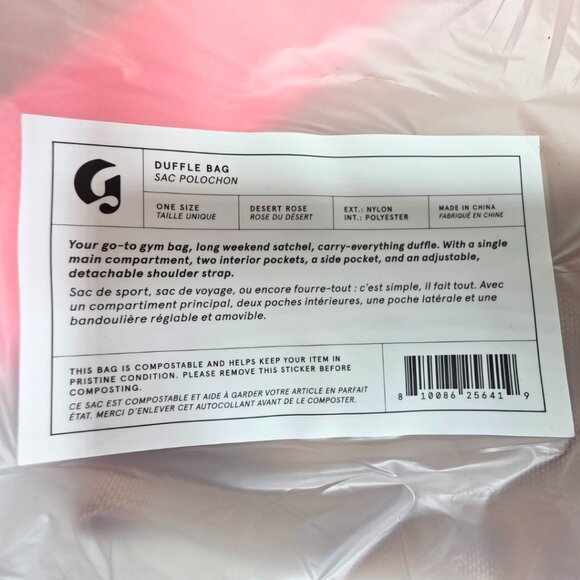 G
DUFFLE BAG
SAC POLOCHON
ONE SIZE
TAILLE UNIQUE
DESERT ROSE
ROSE DU DÉSERT
EXT.: NYLON
INT.: POLYESTER
MADE IN CHINA
FABRIQUÉ EN CHINE
Your go-to gym bag, long weekend satchel, carry-everything duffle. With a single
main compartment, two interior pockets, a side pocket, and an adjustable,
detachable shoulder strap.
Sac de sport, sac de voyage, ou encore fourre-tout : c'est simple, il fait tout. Avec
un compartiment principal, deux poches intérieures, une poche latérale et une
bandoulière réglable et amovible.
THIS BAG IS COMPOSTABLE AND HELPS KEEP YOUR ITEM IN
PRISTINE CONDITION. PLEASE REMOVE THIS STICKER BEFORE
COMPOSTING.
CE SAC EST COMPOSTABLE ET AIDE À GARDER VOTRE ARTICLE EN PARFAIT
ÉTAT. MERCI D'ENLEVER CET AUTOCOLLANT AVANT DE LE COMPOSTER.
8 10086 25641 9